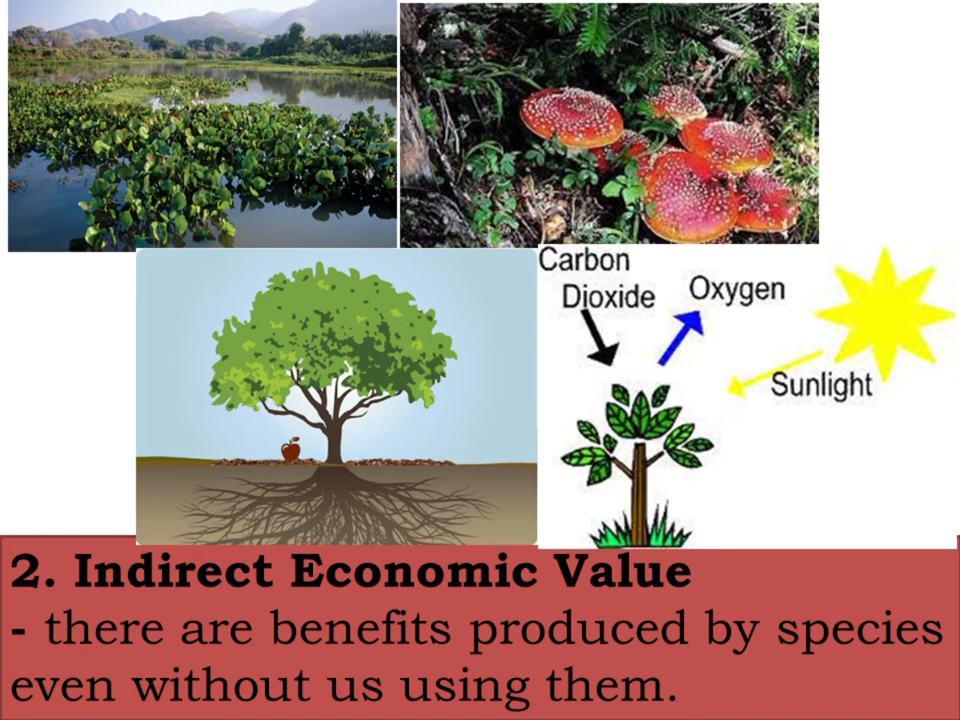 Carbon
Dioxide
Oxygen
Sunlight
2. Indirect Economic Value
- there are benefits produced by species
even without us using them.